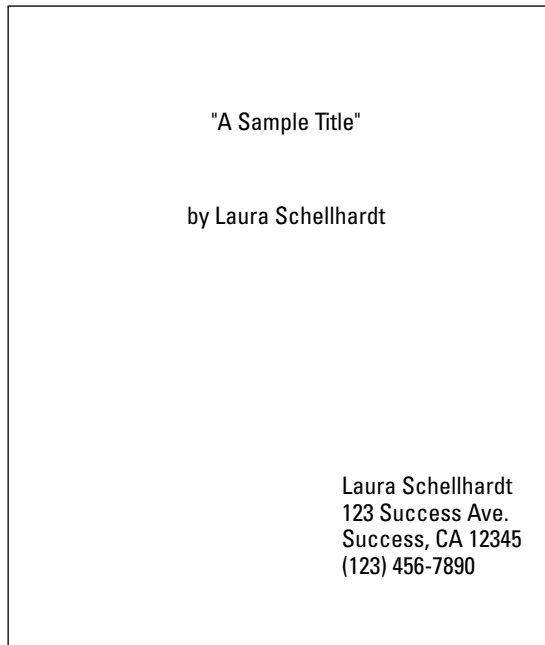 "A Sample Title"
by Laura Schellhardt
Laura Schellhardt
123 Success Ave.
Success, CA 12345
(123) 456-7890